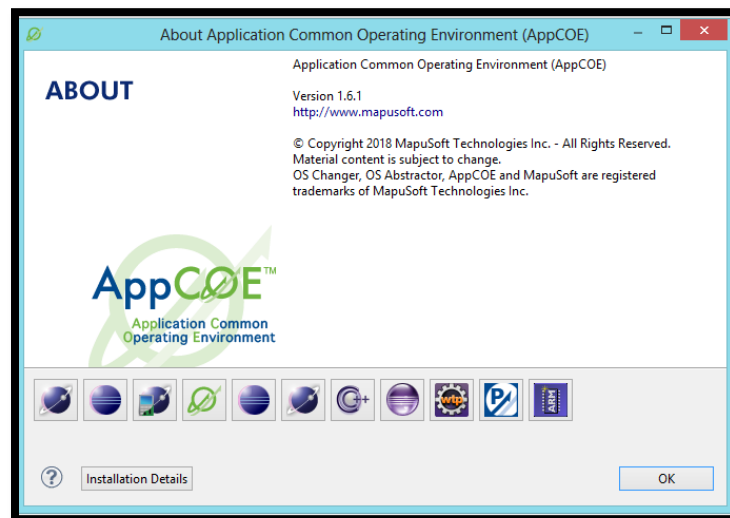 About Application Common Operating Environment (AppCOE)
ABOUT
Application Common Operating Environment (AppCOE)
Version 1.6.1
http://www.mapusoft.com
© Copyright 2018 MapuSoft Technologies Inc. - All Rights Reserved.
Material content is subject to change.
OS Changer, OS Abstractor, AppCOE and MapuSoft are registered
trademarks of MapuSoft Technologies Inc.
AppCOE™
Application Common
Operating Environment
C++
wtp
P
ARM
?
Installation Details
OK